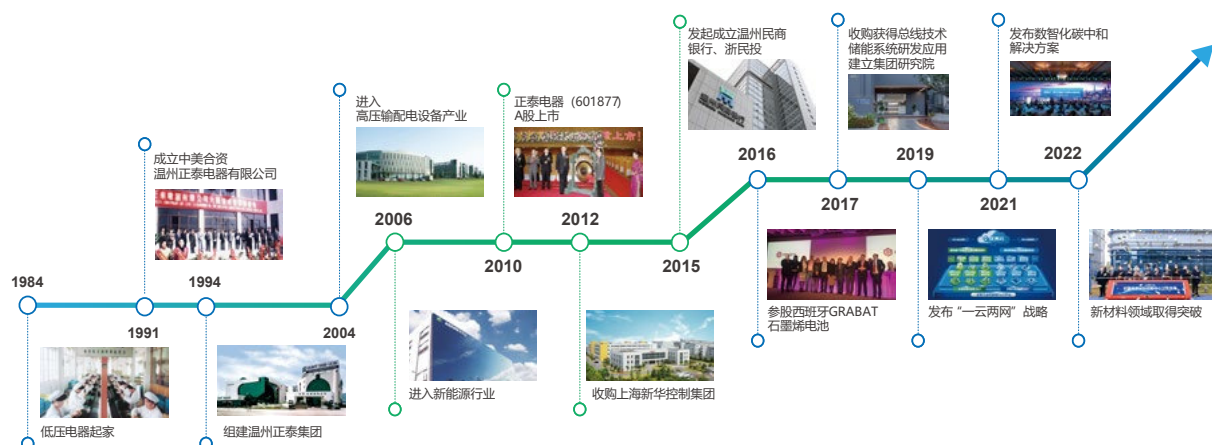 1984
低压电器起家
1991
成立中美合资
温州正泰电器有限公司
1994
组建温州正泰集团
2004
进入
高压输配电设备产业
2006
进入新能源行业
2010
正泰电器（601877）
A股上市
2012
收购上海新华控制集团
2015
发起成立温州民商
银行、浙民投
2016
参股西班牙GRABAT
石墨烯电池
2017
收购获得总线技术
储能系统研发应用
建立集团研究院
2019
发布“一云两网”战略
2021
发布数智化碳中和
解决方案
2022
新材料领域取得突破